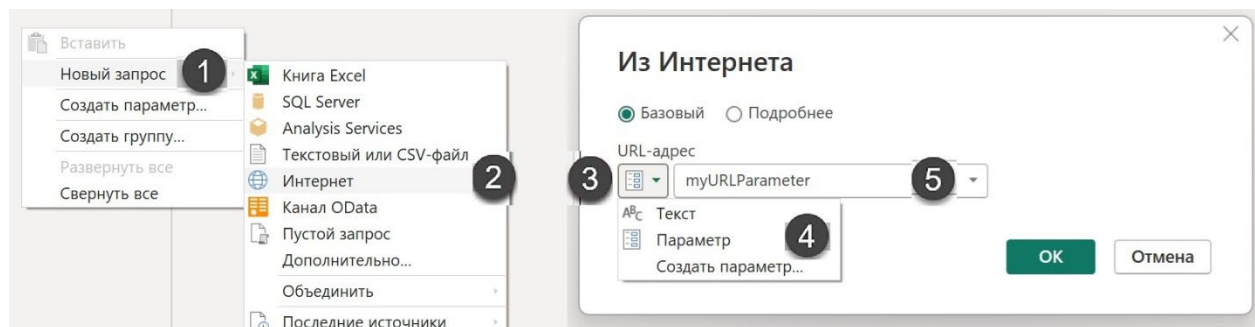 Вставить
Новый запрос 1
Создать параметр...
Создать группу...
Развернуть все
Свернуть все
Книга Excel
SQL Server
Analysis Services
Текстовый или CSV-файл
Интернет 2
Канал OData
Пустой запрос
Дополнительно...
Объединить
Последние источники
Из Интернета
Базовый Подробнее
URL-адрес
3 myURLParameter 5
ABC Текст
Параметр 4
Создать параметр...
ОК Отмена